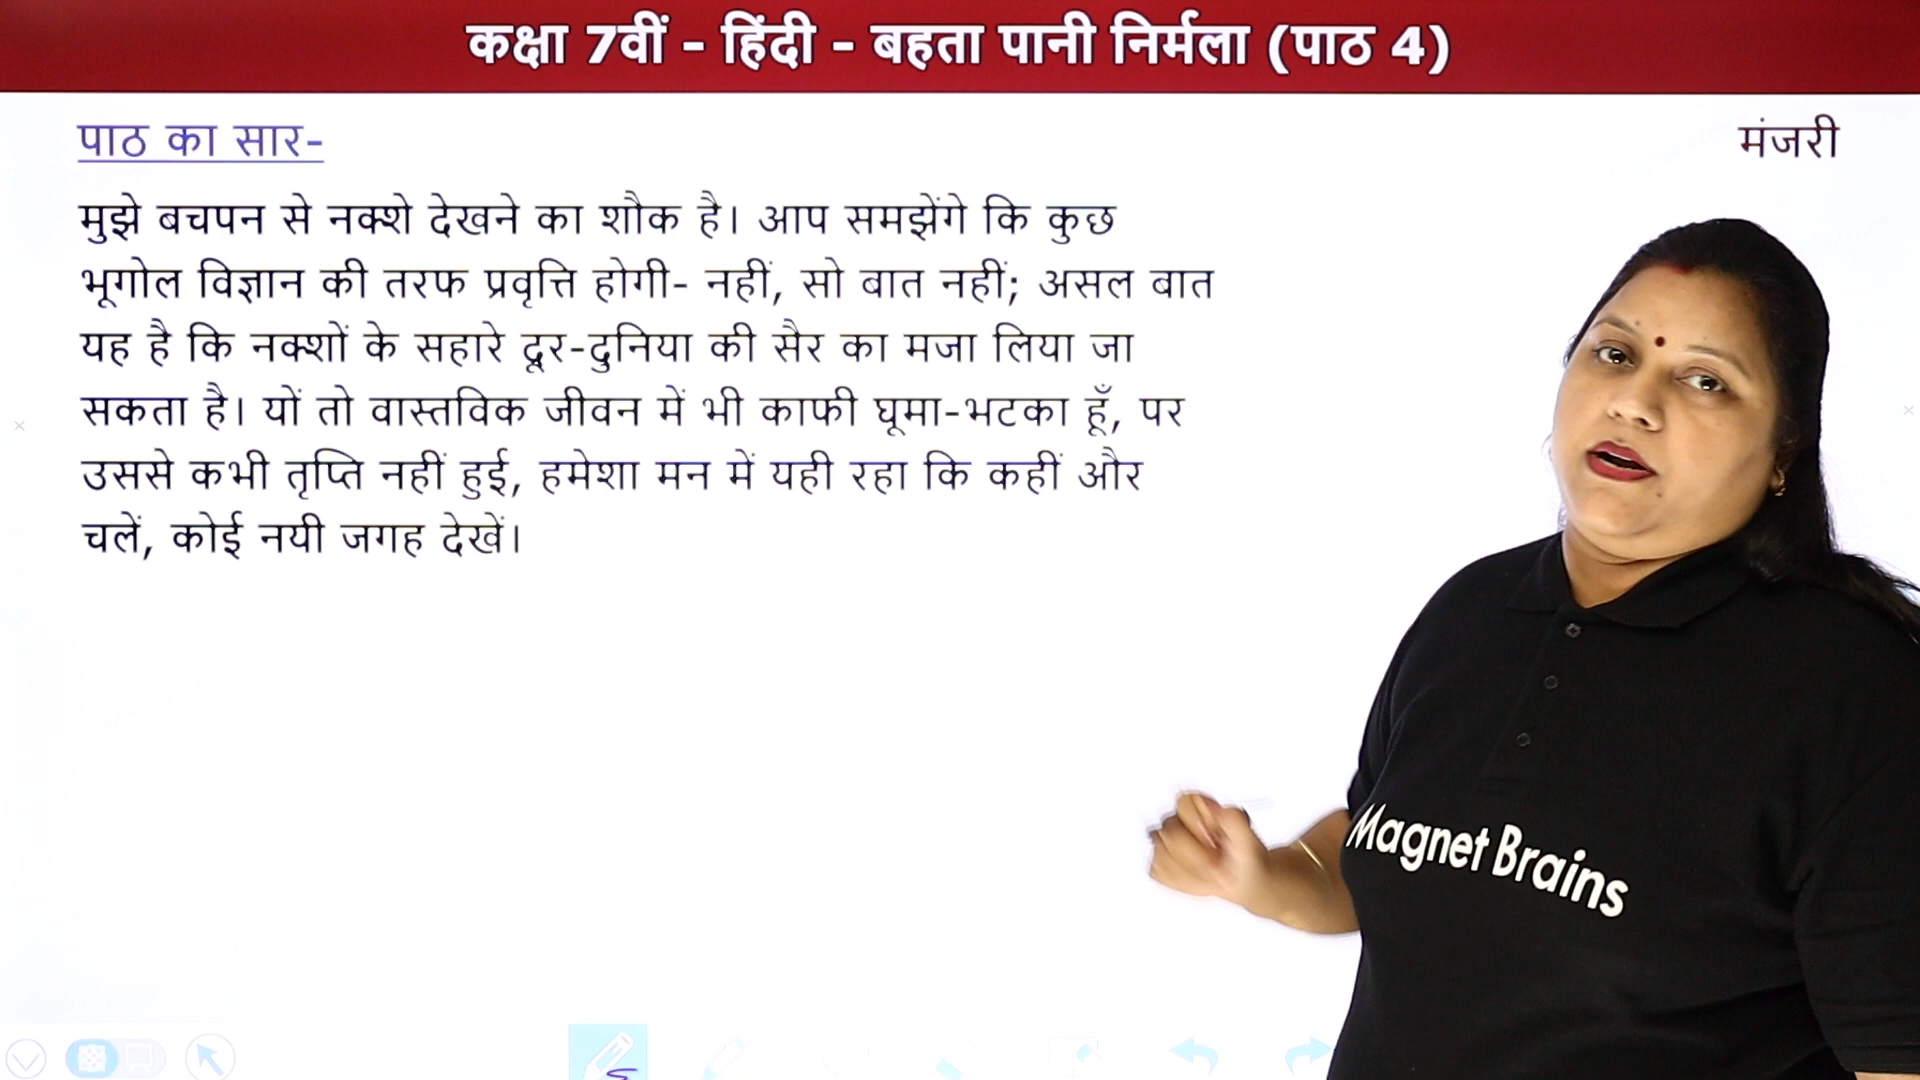 कक्षा 7वीं - हिंदी - बहता पानी निर्मला (पाठ 4)
पाठ का सार-
मंजरी
मुझे बचपन से नक्शे देखने का शौक है। आप समझेंगे कि कुछ
भूगोल विज्ञान की तरफ प्रवृत्ति होगी- नहीं, सो बात नहीं; असल बात
यह है कि नक्शों के सहारे दूर-दुनिया की सैर का मजा लिया जा
सकता है। यों तो वास्तविक जीवन में भी काफी घूमा-भटका हूँ, पर
उससे कभी तृप्ति नहीं हुई, हमेशा मन में यही रहा कि कहीं और
चलें, कोई नयी जगह देखें।
Magnet Brains